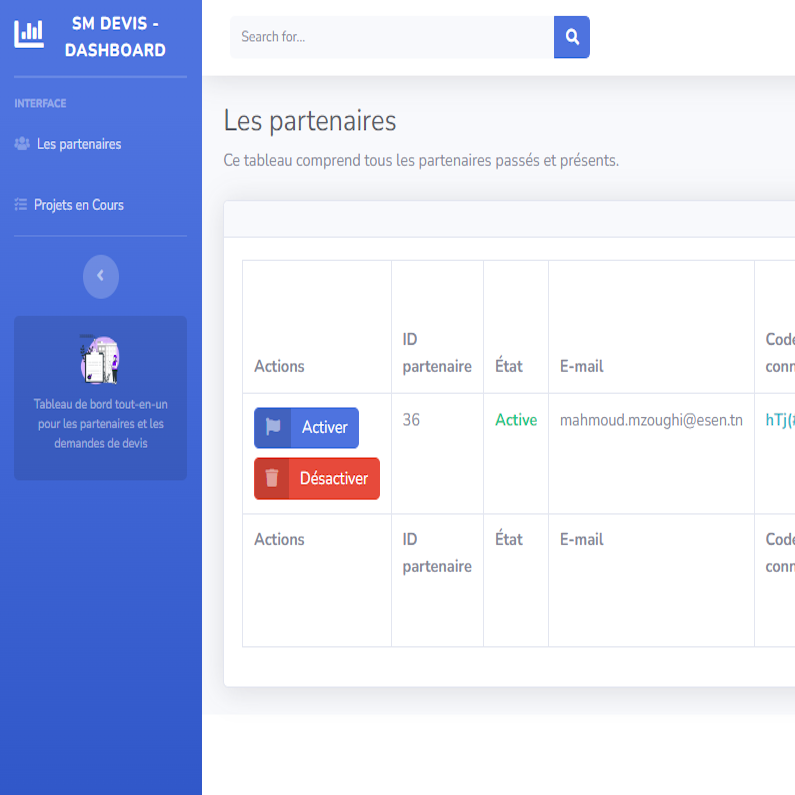 SM DEVIS -
DASHBOARD
INTERFACE
Les partenaires
Projets en Cours
Tableau de bord tout-en-un
pour les partenaires et les
demandes de devis
Search for...
Les partenaires
Ce tableau comprend tous les partenaires passés et présents.
Actions
ID
partenaire
État
E-mail
Code
conn
Activer
Désactiver
36
Active
mahmoud.mzoughi@esen.tn
hTj(
Actions
ID
partenaire
État
E-mail
Code
conn